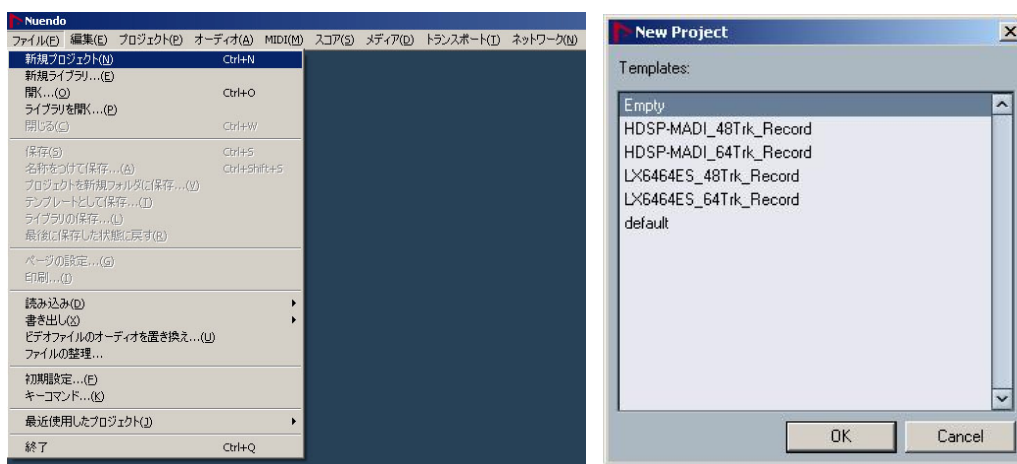 Nuendo
ファイル(F) 編集(E) プロジェクト(P) オーディオ(A) MIDI(M) スコア(S) メディア(D) トランスポート(T) ネットワーク(N)
新規プロジェクト(N) Ctrl+N
新規ライブラリ...(E)
開く...(O) Ctrl+O
ライブラリを開く...(P)
閉じる(C) Ctrl+W
保存(S) Ctrl+S
名称をつけて保存...(A) Ctrl+Shift+S
プロジェクトを新規フォルダに保存...(V)
テンプレートとして保存...(T)
ライブラリの保存...(L)
最後に保存した状態に戻す(R)
ページの設定...(G)
印刷...(I)
読み込み(D)
書き出し(X)
ビデオファイルのオーディオを置き換え...(U)
ファイルの整理...
初期設定...(F)
キーコマンド...(K)
最近使用したプロジェクト(J)
終了 Ctrl+Q
New Project
Templates:
Empty
HDSP-MADI_48Trk_Record
HDSP-MADI_64Trk_Record
LX6464ES_48Trk_Record
LX6464ES_64Trk_Record
default
OK Cancel